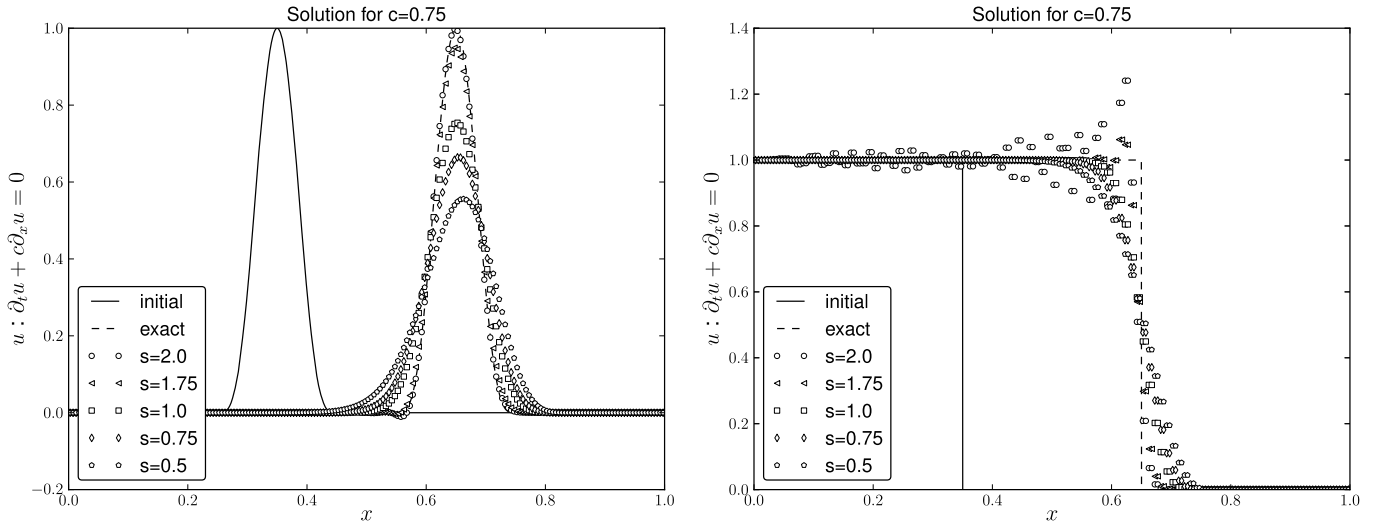 Solution for c=0.75
u : ∂_t u + c∂_x u = 0
1.0
0.8
0.6
0.4
0.2
0.0
−0.2
initial
exact
s=2.0
s=1.75
s=1.0
s=0.75
s=0.5
0.0 0.2 0.4 0.6 0.8 1.0
x
Solution for c=0.75
u : ∂_t u + c∂_x u = 0
1.4
1.2
1.0
0.8
0.6
0.4
0.2
0.0
initial
exact
s=2.0
s=1.75
s=1.0
s=0.75
s=0.5
0.0 0.2 0.4 0.6 0.8 1.0
x